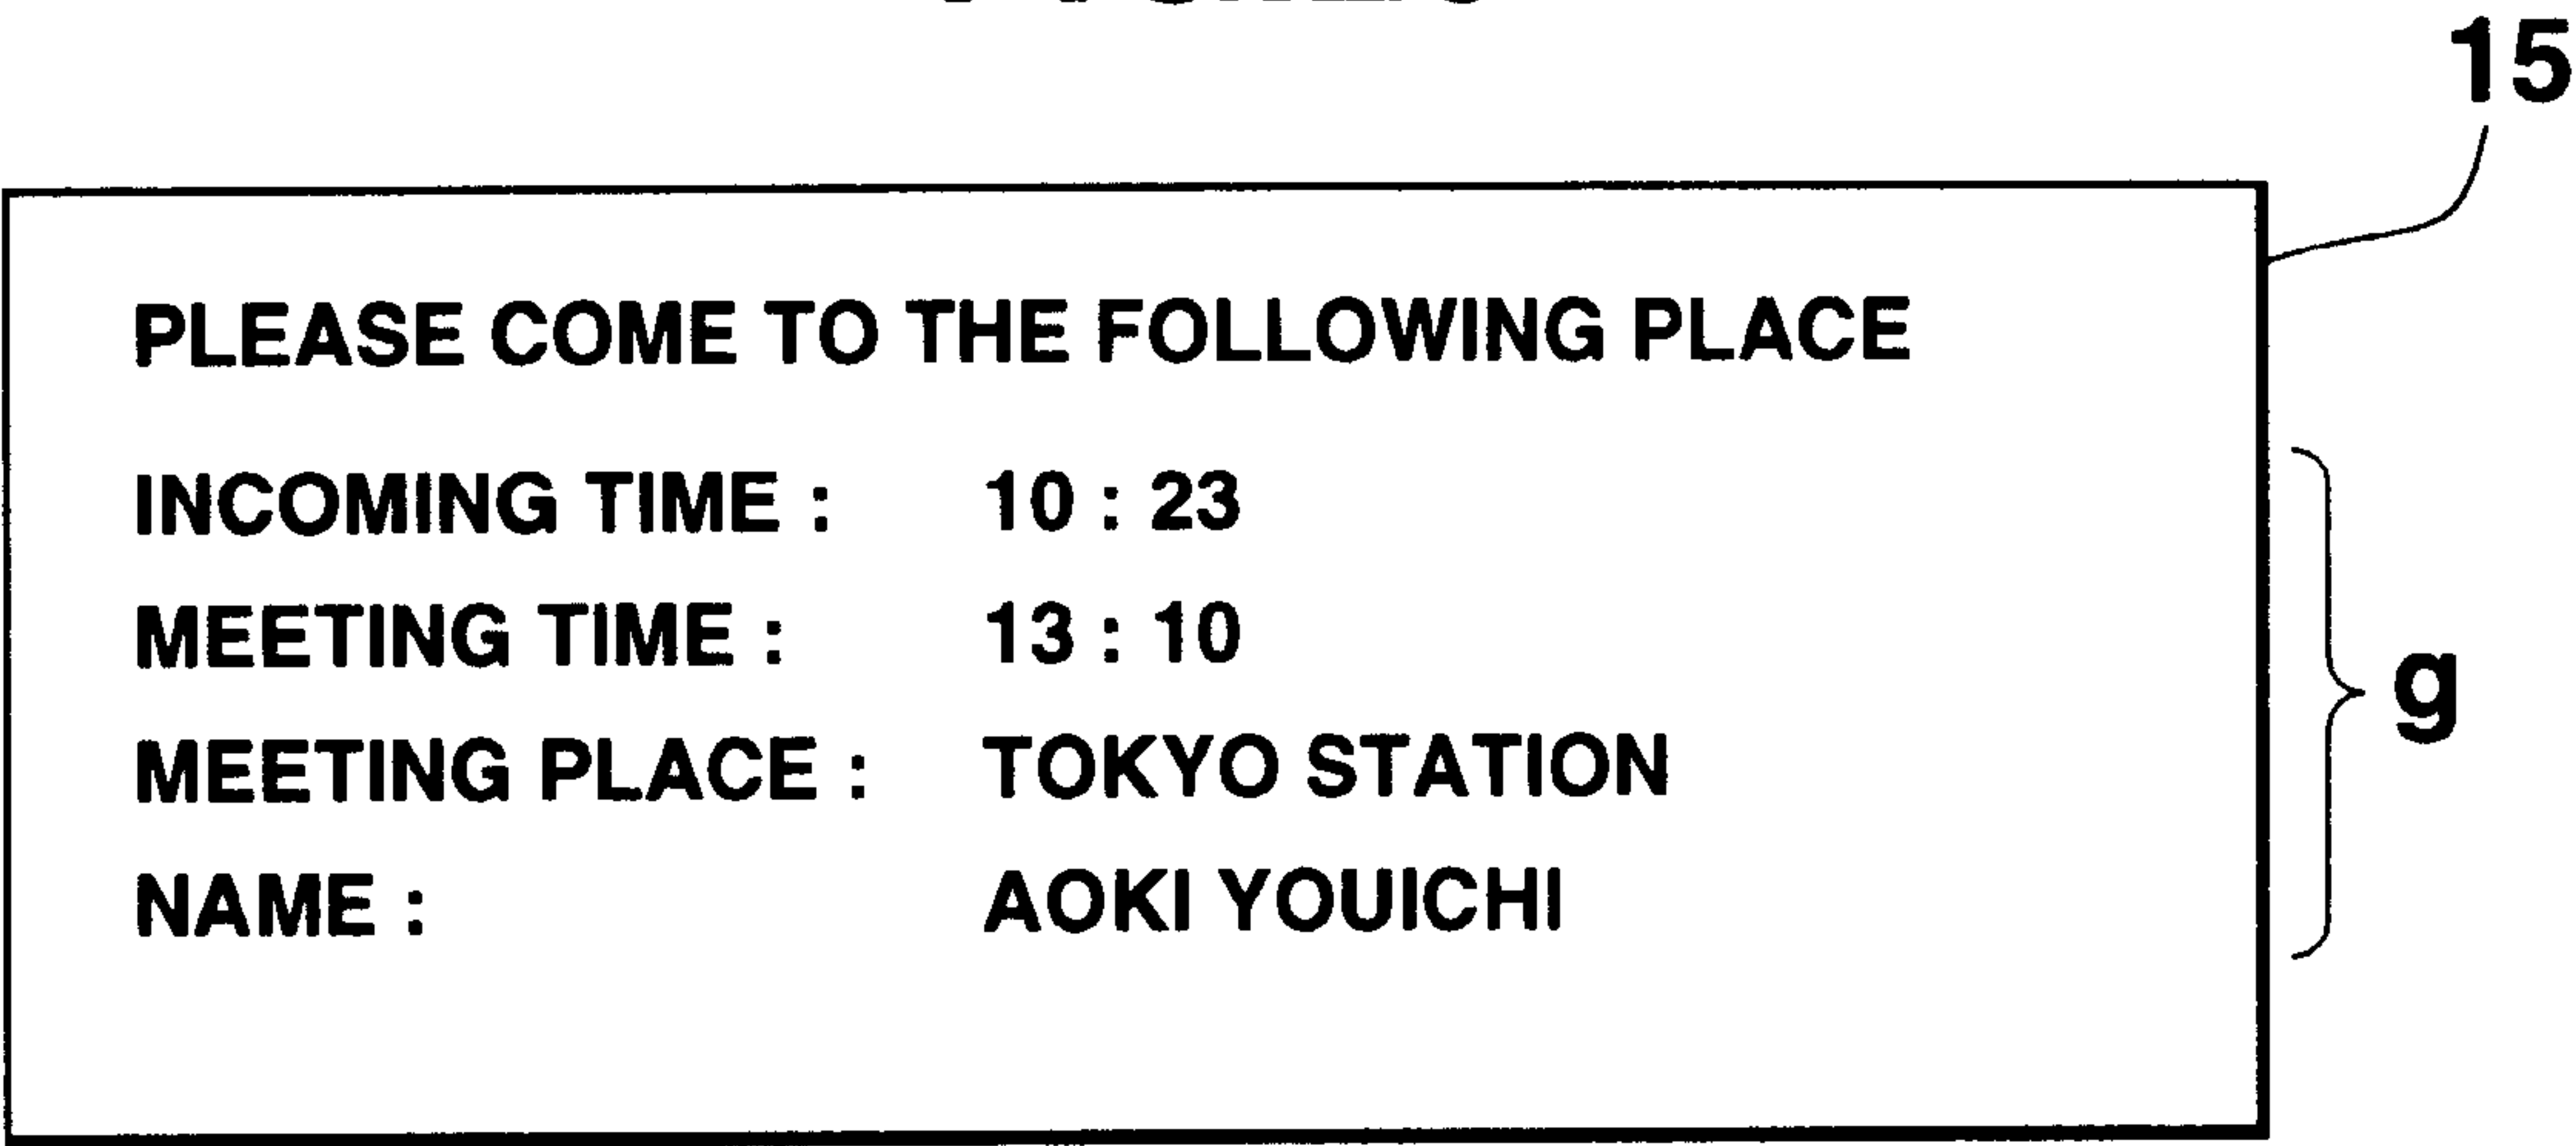 15
PLEASE COME TO THE FOLLOWING PLACE
INCOMING TIME : 10 : 23
MEETING TIME : 13 : 10
MEETING PLACE : TOKYO STATION
NAME : AOKI YOUICHI
g